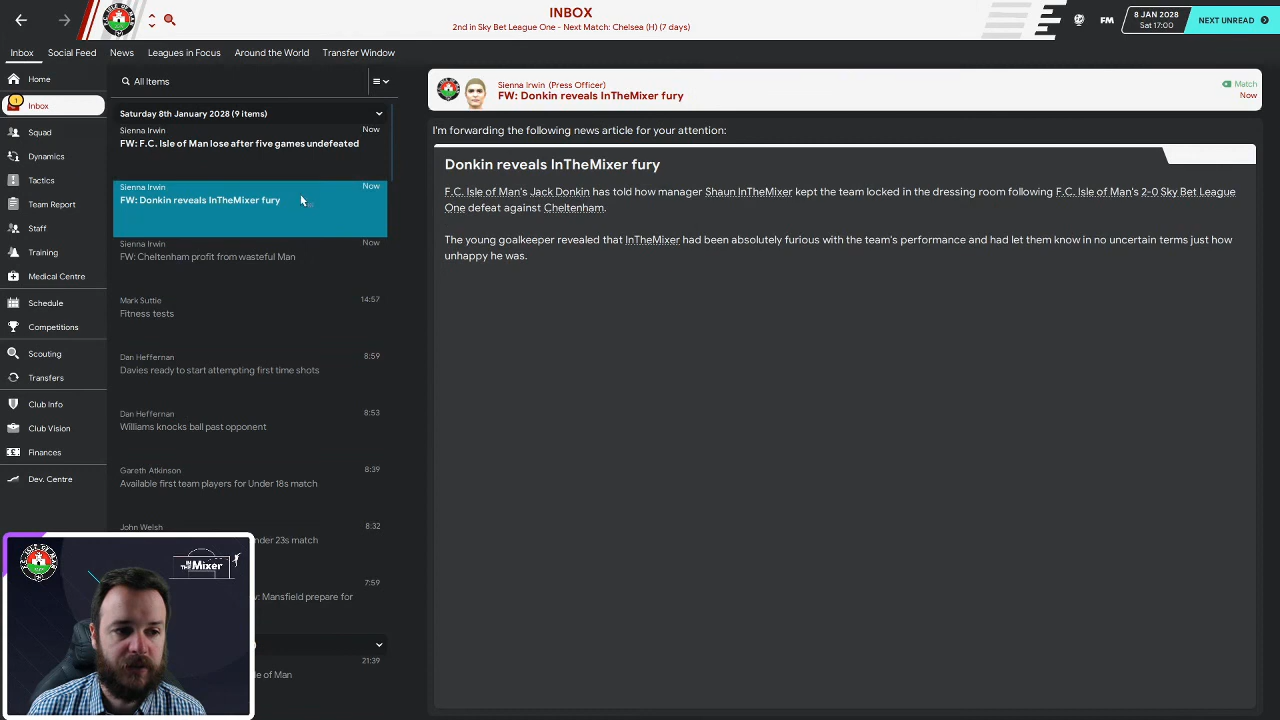 INBOX
2nd in Sky Bet League One - Next Match: Chelsea (H) (7 days)
FM
8 JAN 2028
Sat 17:00
NEXT UNREAD
Inbox
Social Feed
News
Leagues in Focus
Around the World
Transfer Window
Home
1
Inbox
Squad
Dynamics
Tactics
Team Report
Staff
Training
Medical Centre
Schedule
Competitions
Scouting
Transfers
Club Info
Club Vision
Finances
Dev. Centre
All Items
Saturday 8th January 2028 (9 items)
Sienna Irwin
Now
FW: F.C. Isle of Man lose after five games undefeated
Sienna Irwin
Now
FW: Donkin reveals InTheMixer fury
Sienna Irwin
Now
FW: Cheltenham profit from wasteful Man
Mark Suttie
14:57
Fitness tests
Dan Heffernan
8:59
Davies ready to start attempting first time shots
Dan Heffernan
8:53
Williams knocks ball past opponent
Gareth Atkinson
8:39
Available first team players for Under 18s match
John Welsh
8:32
nder 23s match
7:59
v: Mansfield prepare for
)
21:39
le of Man
Sienna Irwin (Press Officer)
FW: Donkin reveals InTheMixer fury
Match
Now
I'm forwarding the following news article for your attention:
Donkin reveals InTheMixer fury
F.C. Isle of Man's Jack Donkin has told how manager Shaun InTheMixer kept the team locked in the dressing room following F.C. Isle of Man's 2-0 Sky Bet League
One defeat against Cheltenham.
The young goalkeeper revealed that InTheMixer had been absolutely furious with the team's performance and had let them know in no uncertain terms just how
unhappy he was.
IN THE Mixer